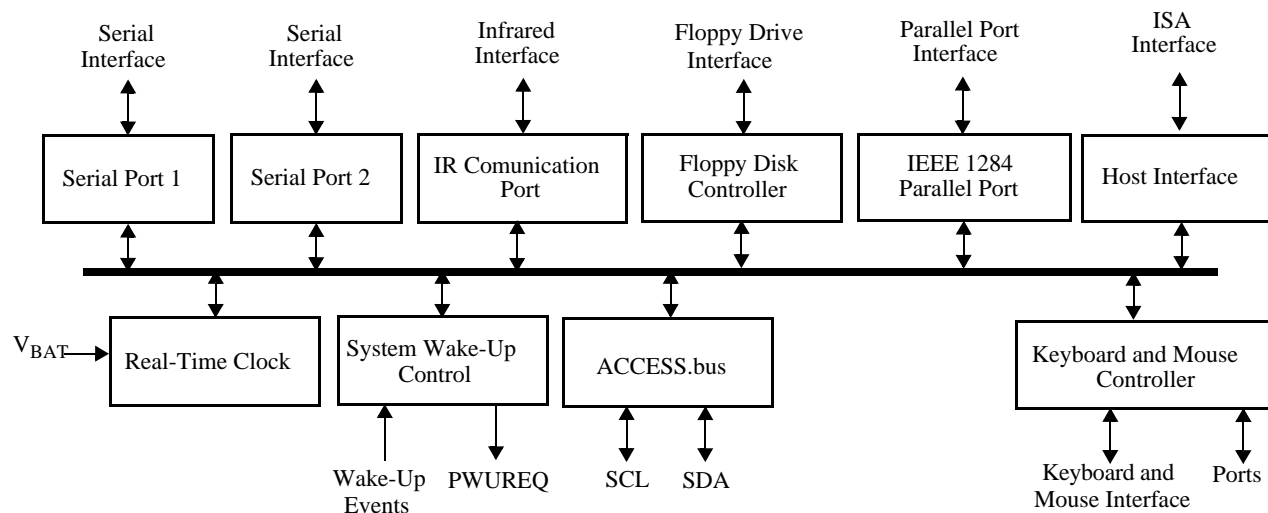 Serial
Interface
Serial
Interface
Infrared
Interface
Floppy Drive
Interface
Parallel Port
Interface
ISA
Interface
Serial Port 1
Serial Port 2
IR Comunication
Port
Floppy Disk
Controller
IEEE 1284
Parallel Port
Host Interface
VBAT
Real-Time Clock
System Wake-Up
Control
ACCESS.bus
Keyboard and Mouse
Controller
Wake-Up
Events
PWUREQ
SCL
SDA
Keyboard and
Mouse Interface
Ports